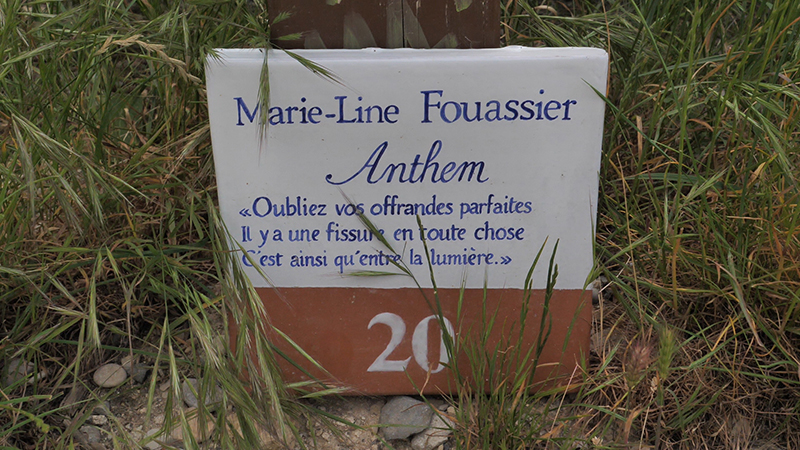 Marie-Line Fouassier
Anthem
«Oubliez vos offrandes parfaites
Il y a une fissure en toute chose
C'est ainsi qu'entre la lumière.»
20